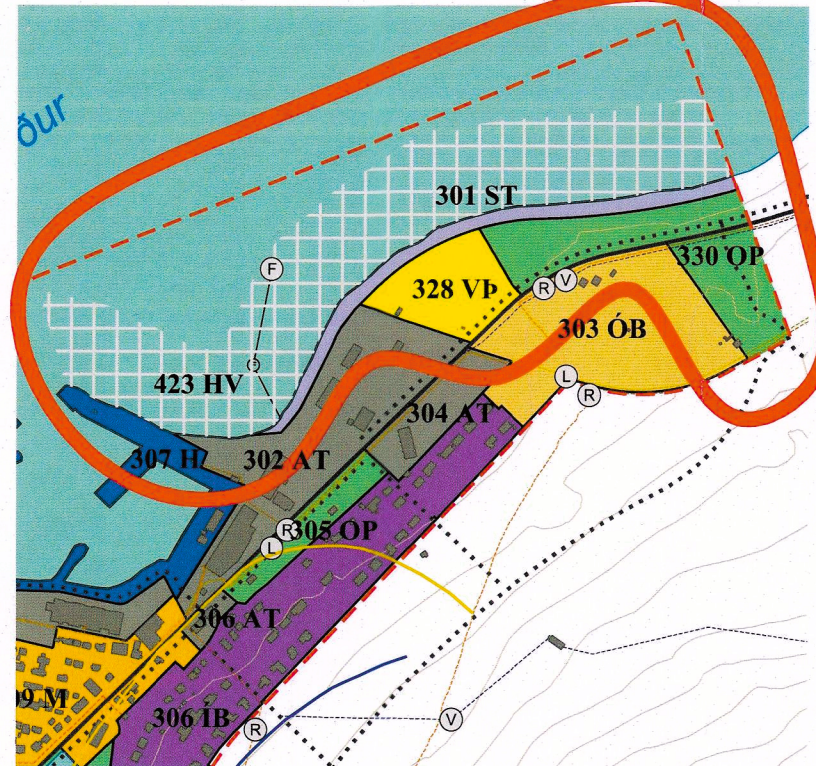 ður
301 ST
330 OP
F
328 VÞ
R
V
303 ÓB
F
423 HV
L
R
304 AT
307 H
302 AT
R
305 OP
L
306 AT
09 M
306 ÍB
R
V